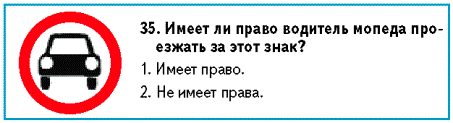 35. Имеет ли право водитель мопеда про-
езжать за этот знак?
1. Имеет право.
2. Не имеет права.